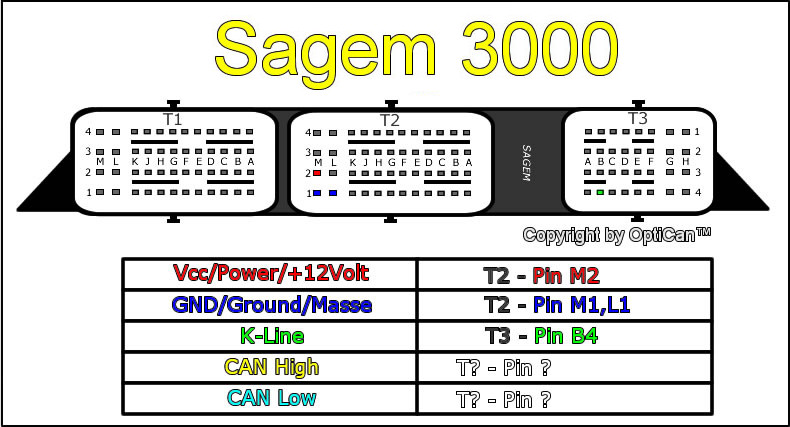 Sagem 3000
T1 T2 T3
4 4 1
3 3 2
M L K J H G F E D C B A M L K J H G F E D C B A A B C D E F G H
2 2 3
1 1 4
SAGEM
Copyright by OptiCan™
Vcc/Power/+12Volt T2 - Pin M2
GND/Ground/Masse T2 - Pin M1,L1
K-Line T3 - Pin B4
CAN High T? - Pin ?
CAN Low T? - Pin ?